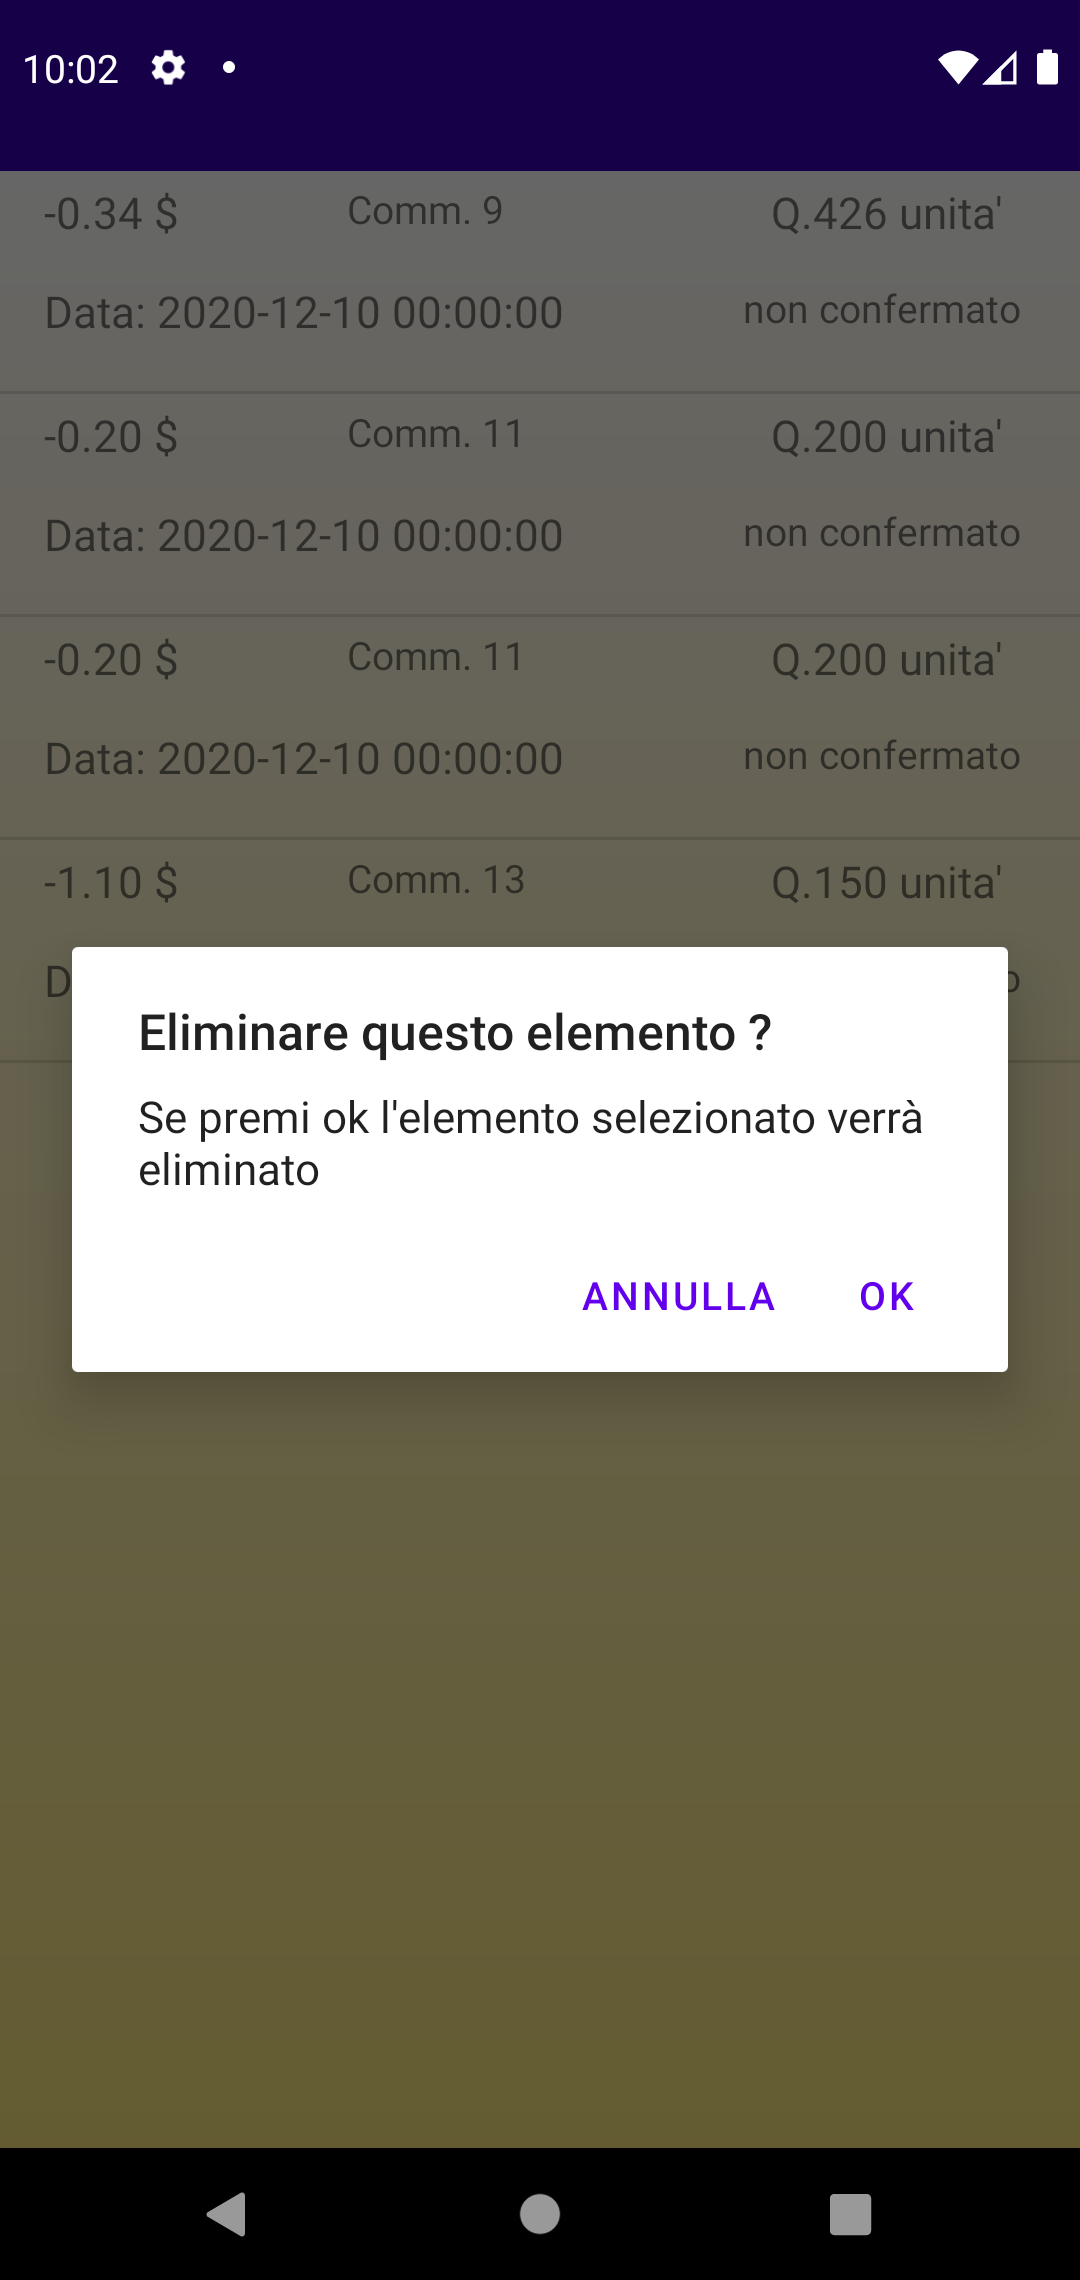 10:02
-0.34 $ Comm. 9 Q.426 unita'
Data: 2020-12-10 00:00:00 non confermato
-0.20 $ Comm. 11 Q.200 unita'
Data: 2020-12-10 00:00:00 non confermato
-0.20 $ Comm. 11 Q.200 unita'
Data: 2020-12-10 00:00:00 non confermato
-1.10 $ Comm. 13 Q.150 unita'
Eliminare questo elemento ?
Se premi ok l'elemento selezionato verrà
eliminato
ANNULLA OK